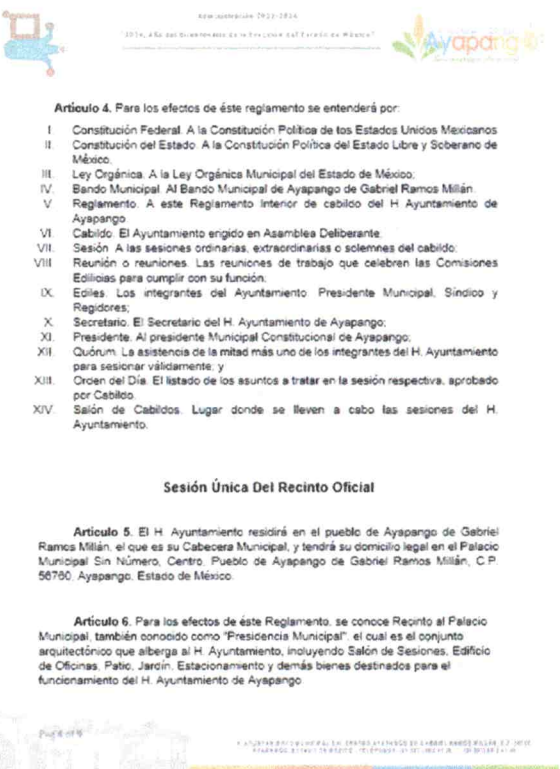 Administración 2022-2024
"2024, Año del Bicentenario de la Erección del Estado de México"
Ayapango
Artículo 4. Para los efectos de éste reglamento se entenderá por:
I. Constitución Federal. A la Constitución Política de los Estados Unidos Mexicanos
II. Constitución del Estado. A la Constitución Política del Estado Libre y Soberano de
México.
III. Ley Orgánica. A la Ley Orgánica Municipal del Estado de México;
IV. Bando Municipal. Al Bando Municipal de Ayapango de Gabriel Ramos Millán.
V. Reglamento. A este Reglamento Interior de cabildo del H. Ayuntamiento de
Ayapango
VI. Cabildo. El Ayuntamiento erigido en Asamblea Deliberante.
VII. Sesión. A las sesiones ordinarias, extraordinarias o solemnes del cabildo;
VIII. Reunión o reuniones. Las reuniones de trabajo que celebren las Comisiones
Edilicias para cumplir con su función;
IX. Ediles. Los integrantes del Ayuntamiento. Presidente Municipal, Síndico y
Regidores;
X. Secretario. El Secretario del H. Ayuntamiento de Ayapango;
XI. Presidente. Al presidente Municipal Constitucional de Ayapango;
XII. Quórum. La asistencia de la mitad más uno de los integrantes del H. Ayuntamiento
para sesionar válidamente, y
XIII. Orden del Día. El listado de los asuntos a tratar en la sesión respectiva, aprobado
por Cabildo.
XIV. Salón de Cabildos. Lugar donde se lleven a cabo las sesiones del H.
Ayuntamiento.
Sesión Única Del Recinto Oficial
Artículo 5. El H. Ayuntamiento residirá en el pueblo de Ayapango de Gabriel
Ramos Millán, el que es su Cabecera Municipal, y tendrá su domicilio legal en el Palacio
Municipal Sin Número, Centro, Pueblo de Ayapango de Gabriel Ramos Millán, C.P.
56760, Ayapango, Estado de México.
Artículo 6. Para los efectos de éste Reglamento, se conoce Recinto al Palacio
Municipal, también conocido como "Presidencia Municipal", el cual es el conjunto
arquitectónico que alberga al H. Ayuntamiento, incluyendo Salón de Sesiones, Edificio
de Oficinas, Patio, Jardín, Estacionamiento y demás bienes destinados para el
funcionamiento del H. Ayuntamiento de Ayapango